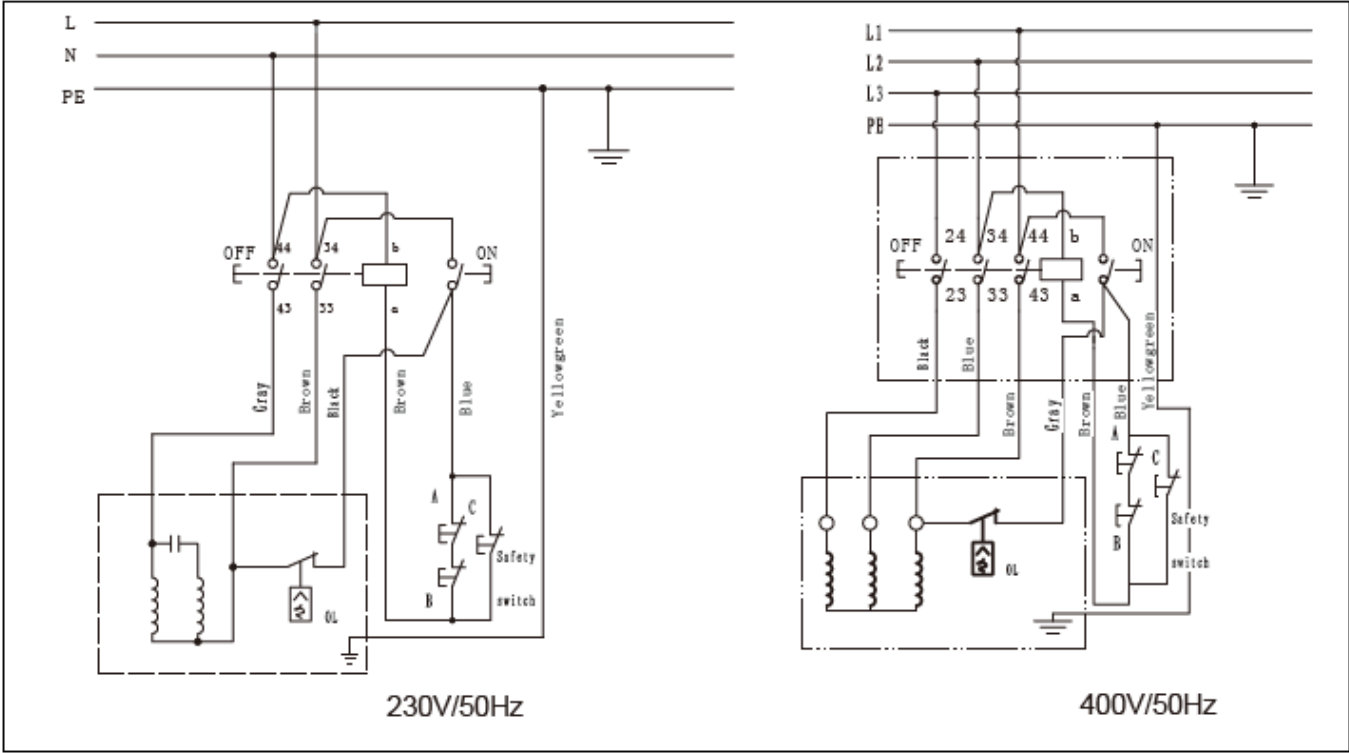 L
N
PE
OFF
44
34
b
ON
43
33
a
Gray
Brown
Black
Brown
Blue
Yellowgreen
A
C
Safety
B
switch
OL
230V/50Hz
L1
L2
L3
PE
OFF
24
34
44
b
ON
23
33
43
a
Black
Blue
Brown
Gray
Brown
Blue
Yellowgreen
A
C
Safety
B
switch
OL
400V/50Hz